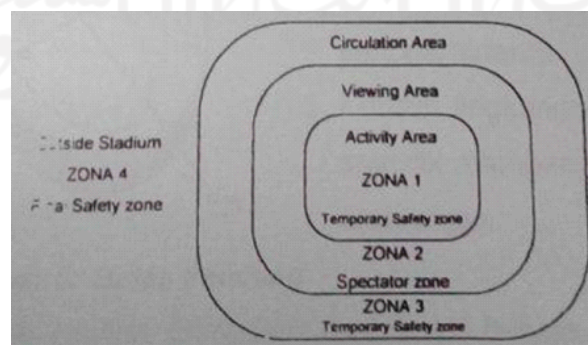 Circulation Area
Viewing Area
Activity Area
ZONA 1
Temporary Safety zone
ZONA 2
Spectator zone
ZONA 3
Temporary Safety zone
Stadium
ZONA 4
Safety zone